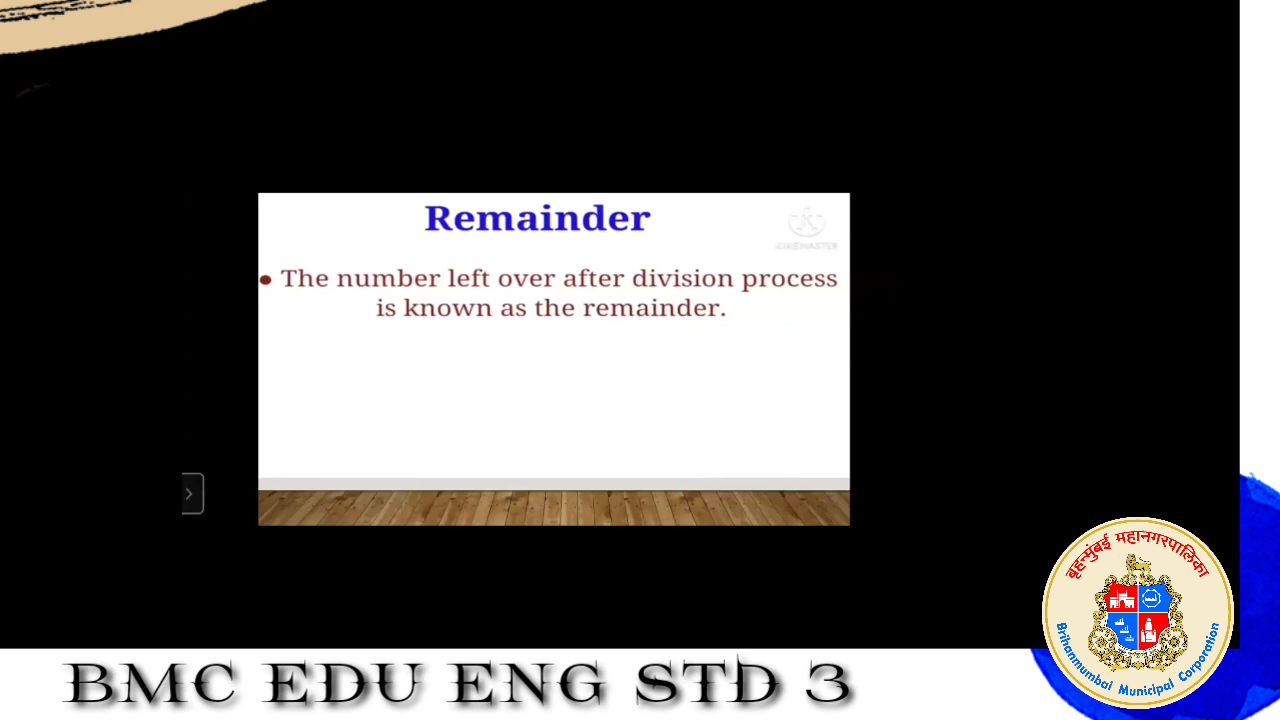 Remainder
KINEMASTER
• The number left over after division process
is known as the remainder.
बृहन्मुंबई महानगरपालिका
Brihanmumbai Municipal Corporation
BMC EDU ENG STD 3